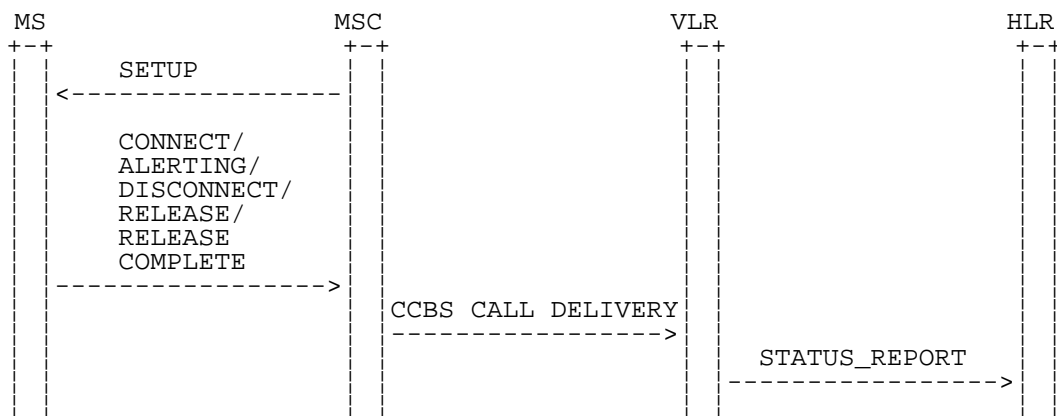 MS MSC VLR HLR
SETUP
CONNECT/
ALERTING/
DISCONNECT/
RELEASE/
RELEASE
COMPLETE
CCBS CALL DELIVERY
STATUS_REPORT